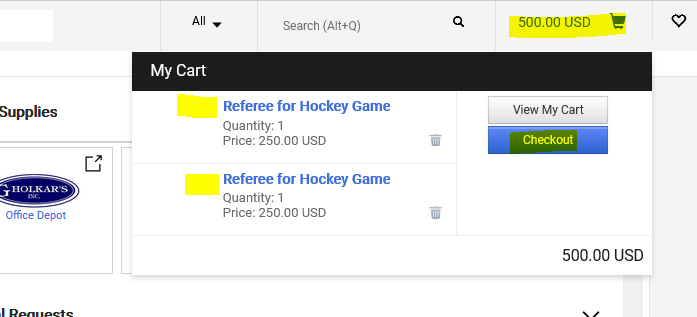 All
Search (Alt+Q)
500.00 USD
My Cart
Referee for Hockey Game
Quantity: 1
Price: 250.00 USD
View My Cart
Checkout
Referee for Hockey Game
Quantity: 1
Price: 250.00 USD
500.00 USD
Supplies
G HOLKAR'S
INC.
Office Depot
l Requests